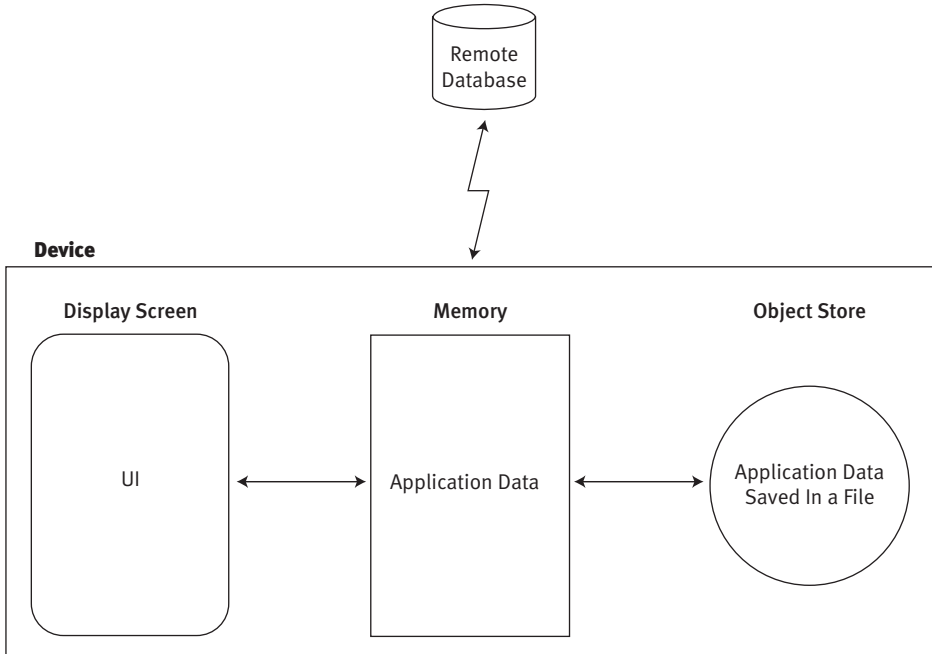 Remote
Database
Device
Display Screen
Memory
Object Store
UI
Application Data
Application Data
Saved In a File